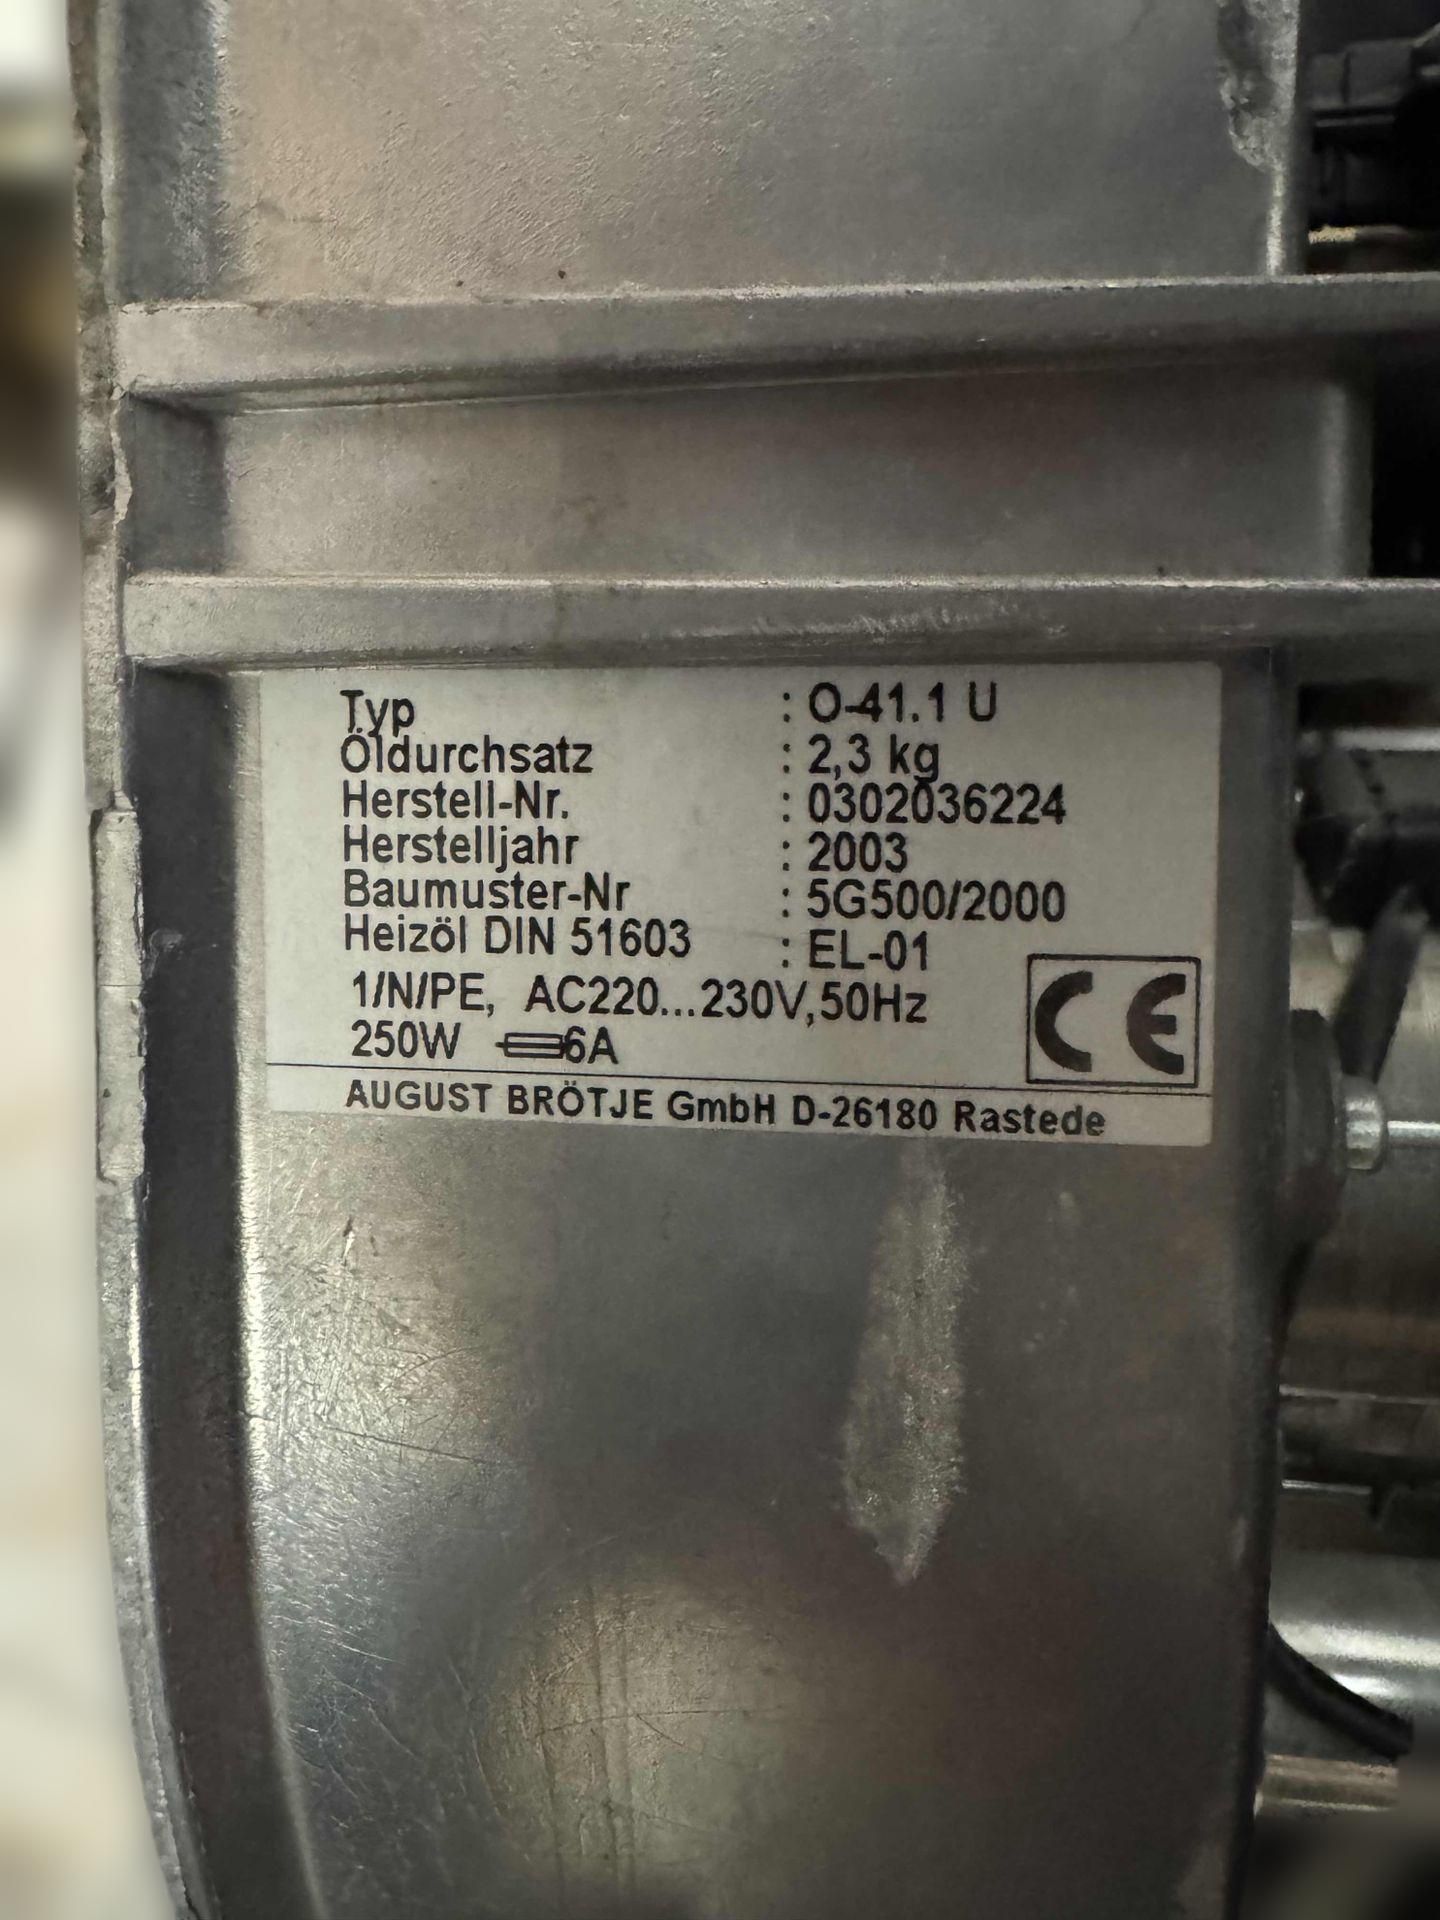 Typ : O-41.1 U
Öldurchsatz : 2,3 kg
Herstell-Nr. : 0302036224
Herstelljahr : 2003
Baumuster-Nr : 5G500/2000
Heizöl DIN 51603 : EL-01
1/N/PE, AC220...230V,50Hz
250W 6A
CE
AUGUST BRÖTJE GmbH D-26180 Rastede